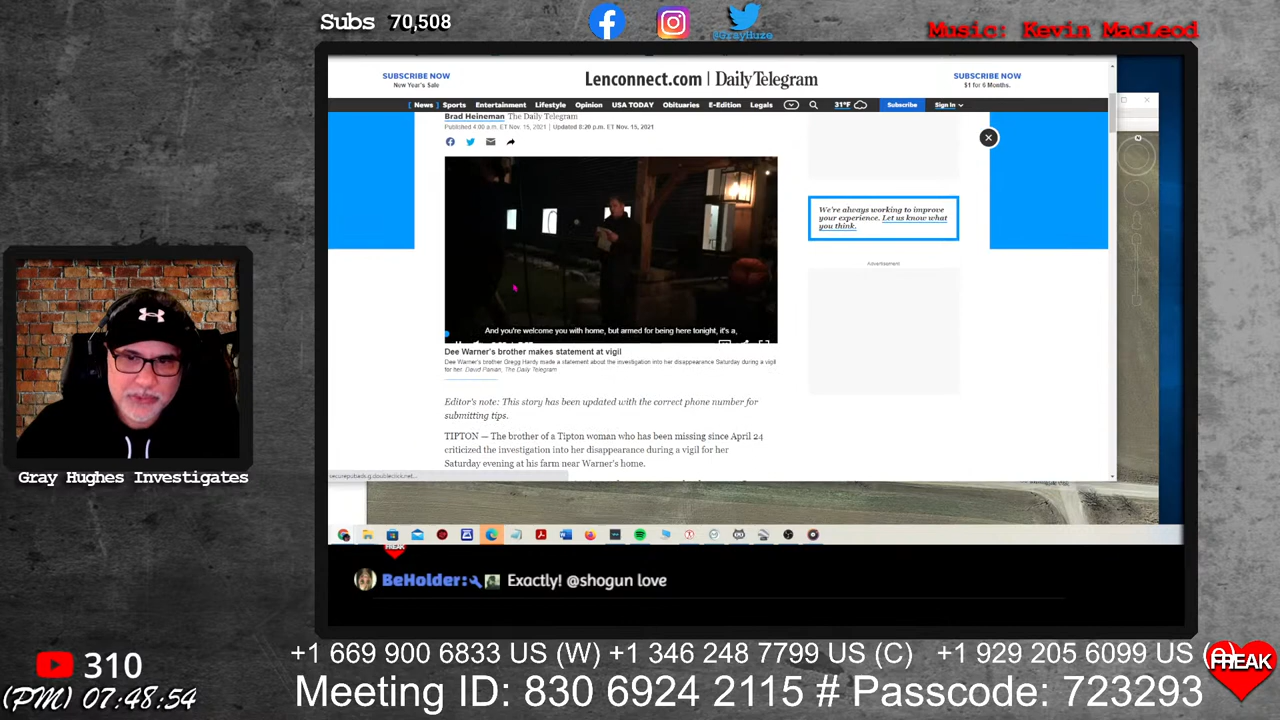 Subs 70,508
@GrayHuze
Music: Kevin MacLeod
SUBSCRIBE NOW
New Year's Sale
Lenconnect.com | Daily Telegram
SUBSCRIBE NOW
$1 for 6 Months.
[ News ] Sports Entertainment Lifestyle Opinion USA TODAY Obituaries E-Edition Legals 31°F Subscribe Sign In
Brad Heineman The Daily Telegram
Published 4:00 a.m. ET Nov. 15, 2021 | Updated 8:20 p.m. ET Nov. 15, 2021
We're always working to improve
your experience. Let us know what
you think.
Advertisement
And you're welcome you with home, but armed for being here tonight, it's a,
Dee Warner's brother makes statement at vigil
Dee Warner's brother Gregg Hardy made a statement about the investigation into her disappearance Saturday during a vigil
for her. David Panian, The Daily Telegram
Editor's note: This story has been updated with the correct phone number for
submitting tips.
TIPTON — The brother of a Tipton woman who has been missing since April 24
criticized the investigation into her disappearance during a vigil for her
Saturday evening at his farm near Warner's home.
securepubads.g.doubleclick.net...
Gray Hughes Investigates
FREAK
BeHolder: Exactly! @shogun love
310
(PM) 07:48:54
+1 669 900 6833 US (W) +1 346 248 7799 US (C) +1 929 205 6099 US
Meeting ID: 830 6924 2115 # Passcode: 723293
FREAK